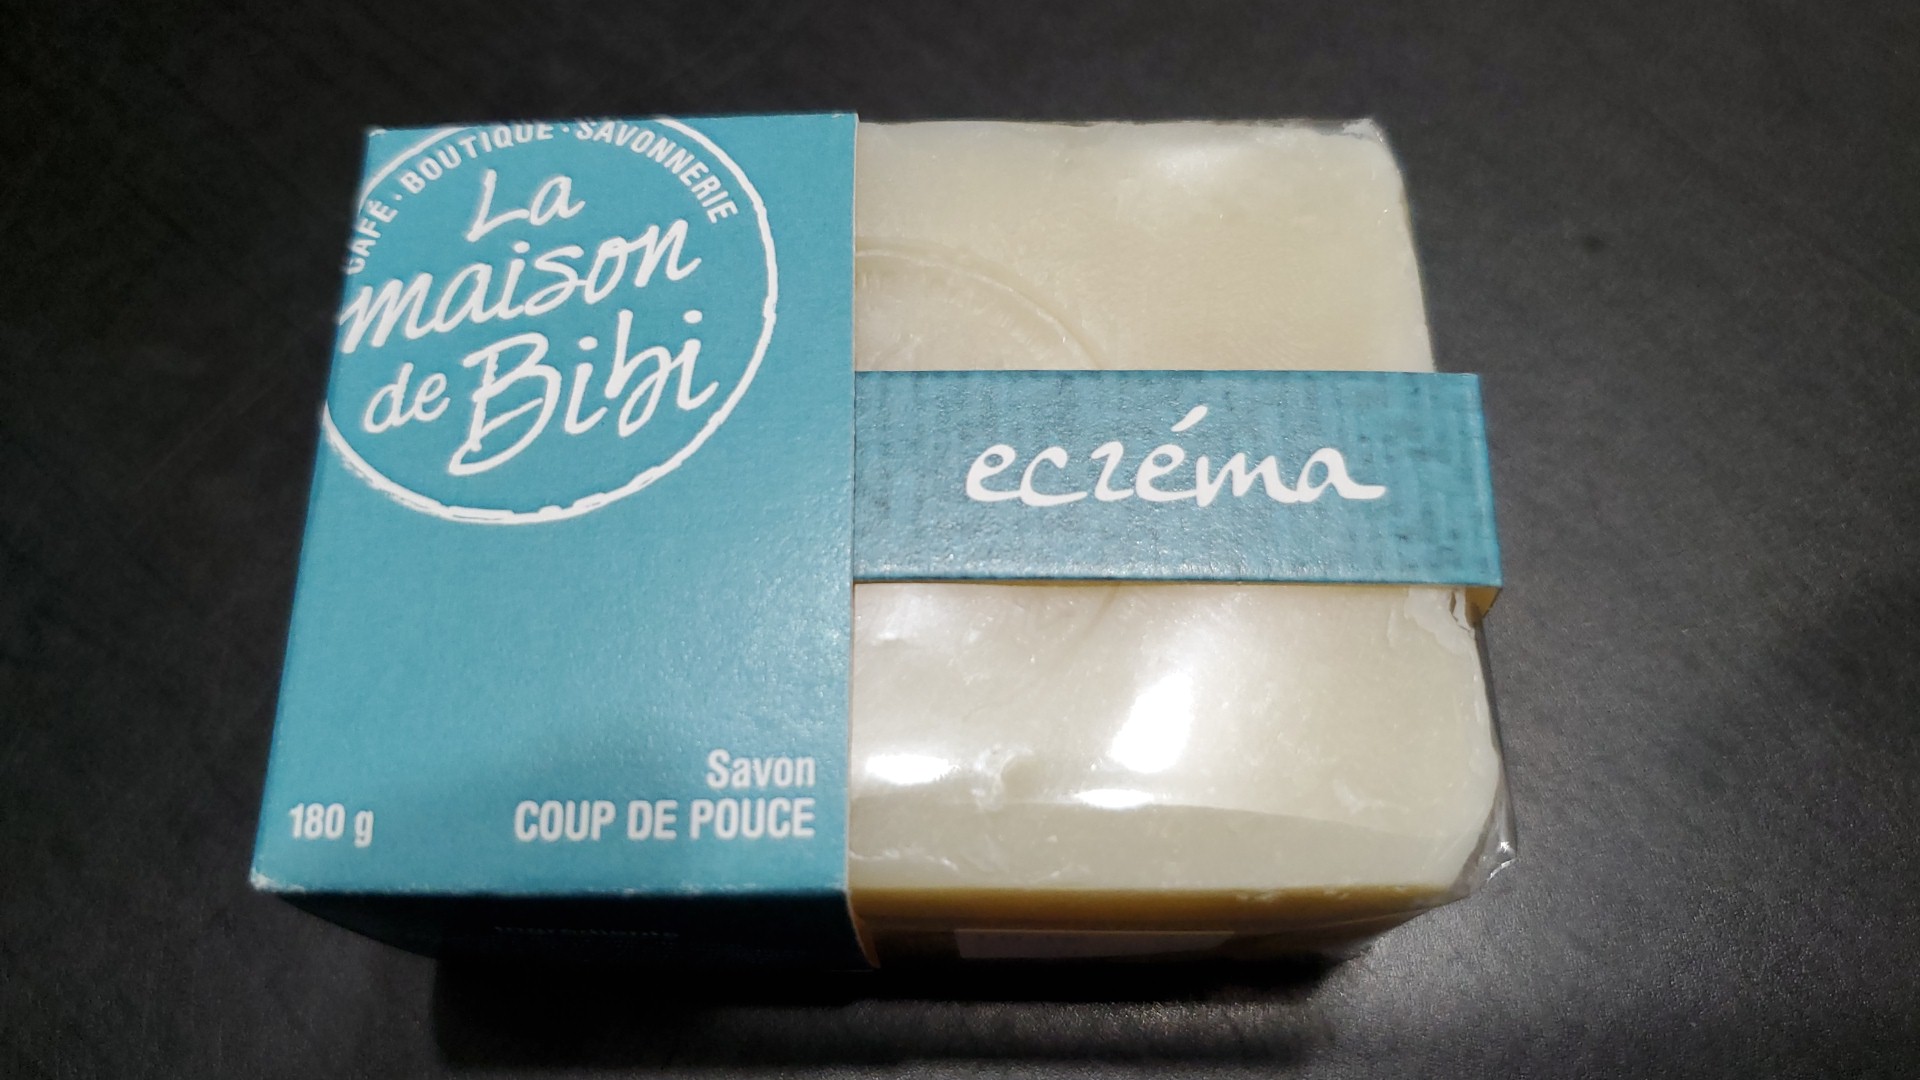 CAFÉ · BOUTIQUE · SAVONNERIE
La
maison
de Bibi
eczéma
Savon
180 g COUP DE POUCE